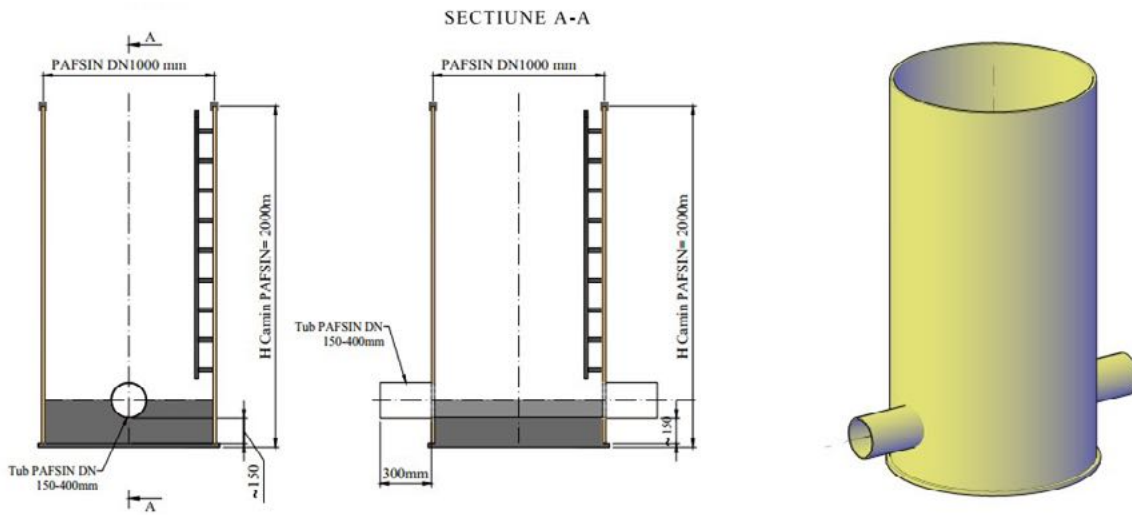 SECTIUNE A-A
A
PAFSIN DN1000 mm
H Camin PAFSIN= 2000m
Tub PAFSIN DN
150-400mm
~150
A
PAFSIN DN1000 mm
H Camin PAFSIN= 2000m
Tub PAFSIN DN
150-400mm
300mm
~150